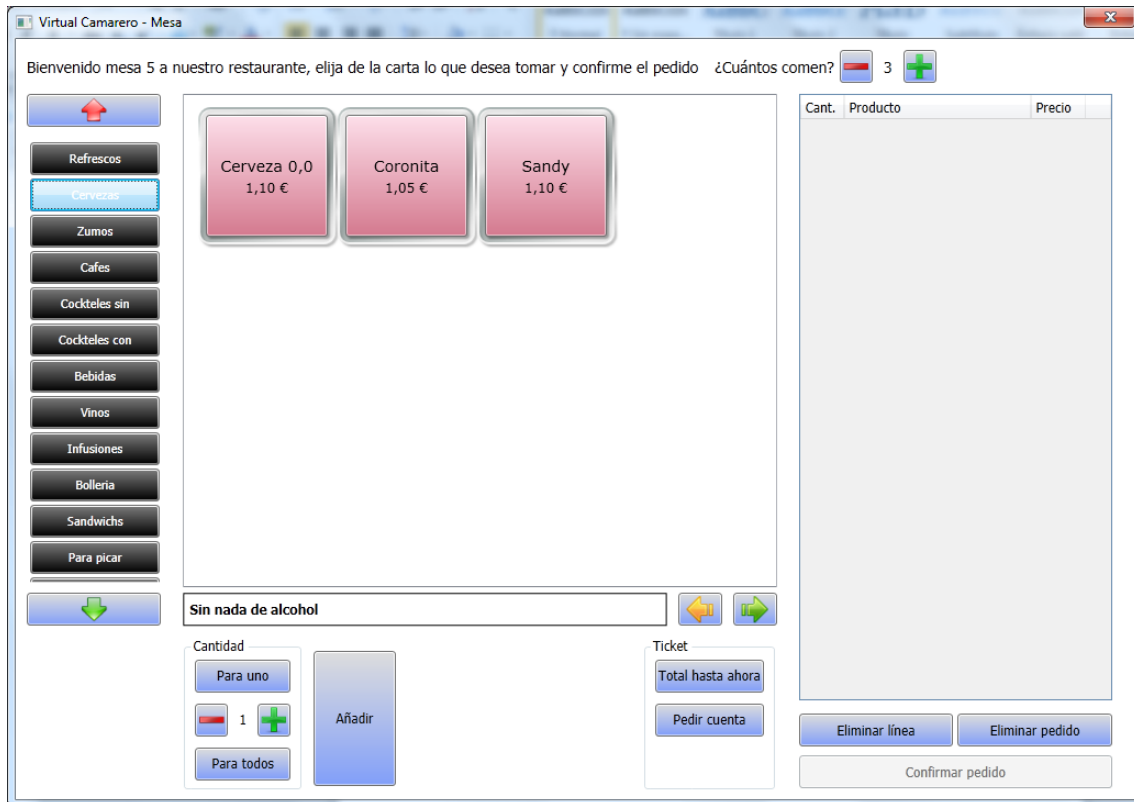 Virtual Camarero - Mesa
Bienvenido mesa 5 a nuestro restaurante, elija de la carta lo que desea tomar y confirme el pedido ¿Cuántos comen? 3
Refrescos
Cervezas
Zumos
Cafes
Cockteles sin
Cockteles con
Bebidas
Vinos
Infusiones
Bolleria
Sandwichs
Para picar
Cerveza 0,0
1,10 €
Coronita
1,05 €
Sandy
1,10 €
Sin nada de alcohol
Cantidad
Para uno
1
Para todos
Añadir
Ticket
Total hasta ahora
Pedir cuenta
Cant. Producto Precio
Eliminar línea
Eliminar pedido
Confirmar pedido